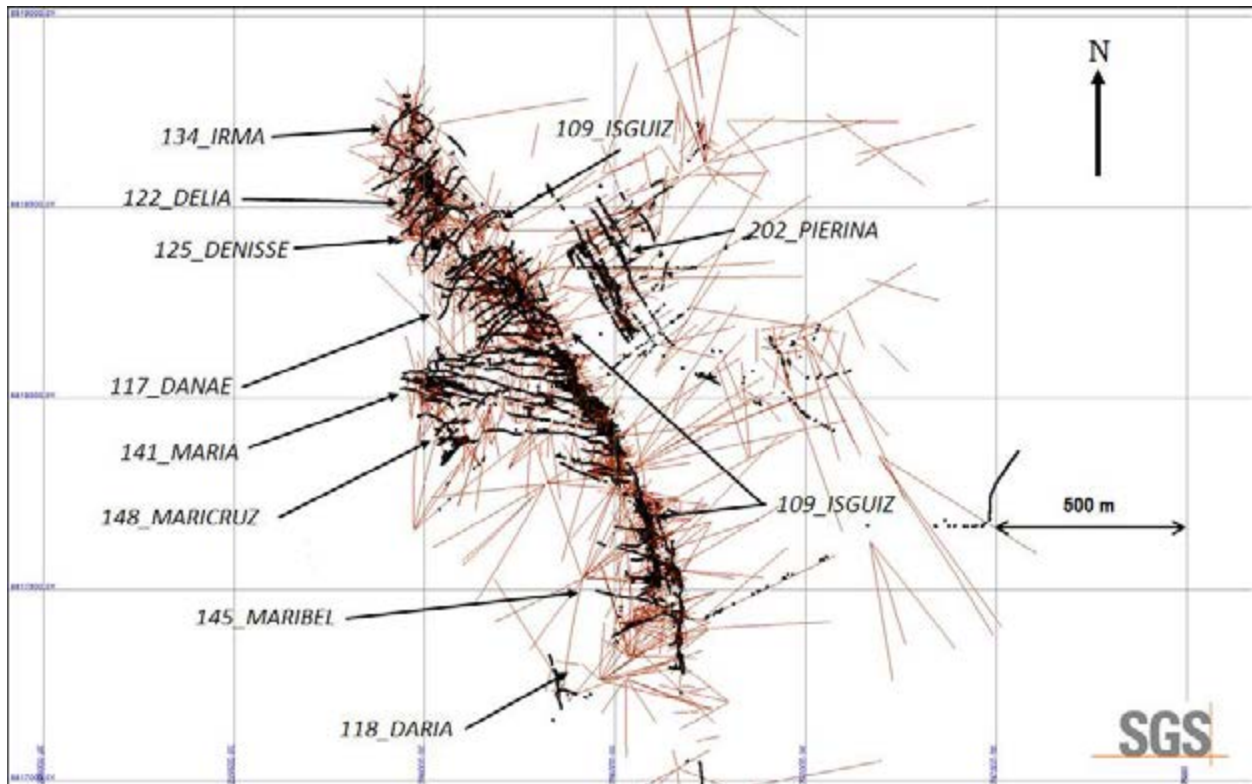 N
134_IRMA
109_ISGUIZ
122_DELIA
202_PIERINA
125_DENISSE
117_DANAE
141_MARIA
148_MARICRUZ
109_ISGUIZ
500 m
145_MARIBEL
118_DARIA
SGS